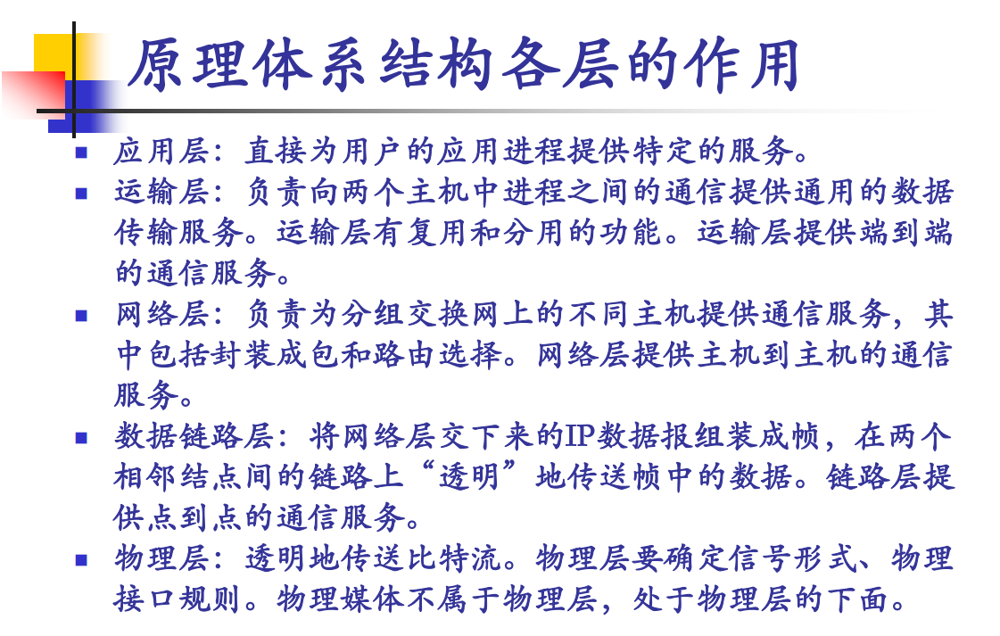 原理体系结构各层的作用
应用层：直接为用户的应用进程提供特定的服务。
运输层：负责向两个主机中进程之间的通信提供通用的数据
传输服务。运输层有复用和分用的功能。运输层提供端到端
的通信服务。
网络层：负责为分组交换网上的不同主机提供通信服务，其
中包括封装成包和路由选择。网络层提供主机到主机的通信
服务。
数据链路层：将网络层交下来的IP数据报组装成帧，在两个
相邻结点间的链路上“透明”地传送帧中的数据。链路层提
供点到点的通信服务。
物理层：透明地传送比特流。物理层要确定信号形式、物理
接口规则。物理媒体不属于物理层，处于物理层的下面。